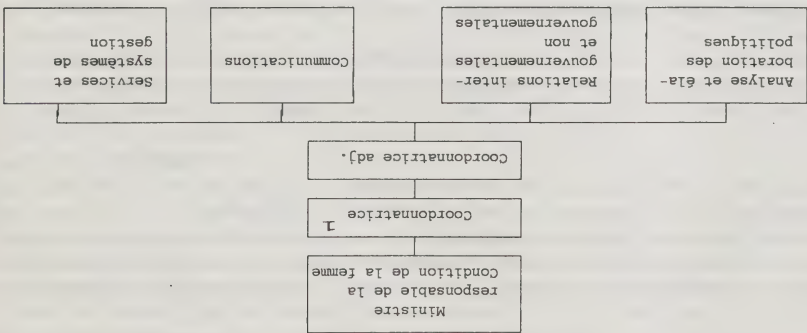 Ministre
responsable de la
Condition de la femme
Coordonnatrice 1
Coordonnatrice adj.
Analyse et éla-
boration des
politiques
Relations inter-
gouvernementales
et non
gouvernementales
Communications
Services et
systèmes de
gestion